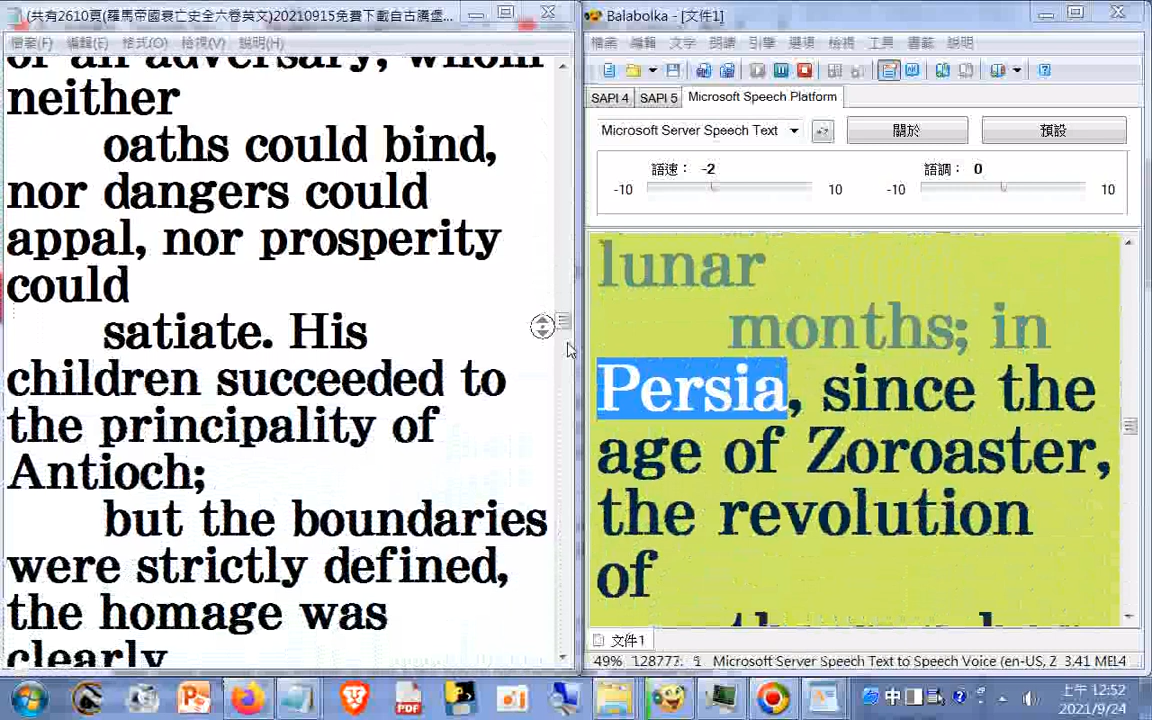 (共有2610頁(羅馬帝國衰亡史全六卷英文)20210915免費下載自古騰堡...
檔案(F) 編輯(E) 格式(O) 檢視(V) 說明(H)
of an adversary, whom
neither
oaths could bind,
nor dangers could
appal, nor prosperity
could
satiate. His
children succeeded to
the principality of
Antioch;
but the boundaries
were strictly defined,
the homage was
clearly
Balabolka - [文件1]
檔案 編輯 文字 朗讀 引擎 選項 檢視 工具 書籤 說明
SAPI 4 SAPI 5 Microsoft Speech Platform
Microsoft Server Speech Text 關於 預設
語速： -2 語調： 0
-10 10 -10 10
lunar
months; in
Persia, since the
age of Zoroaster,
the revolution
of
文件1
49% 128777: 1 Microsoft Server Speech Text to Speech Voice (en-US, Z 3,41 MEL4
PDF
中
上午 12:52
2021/9/24